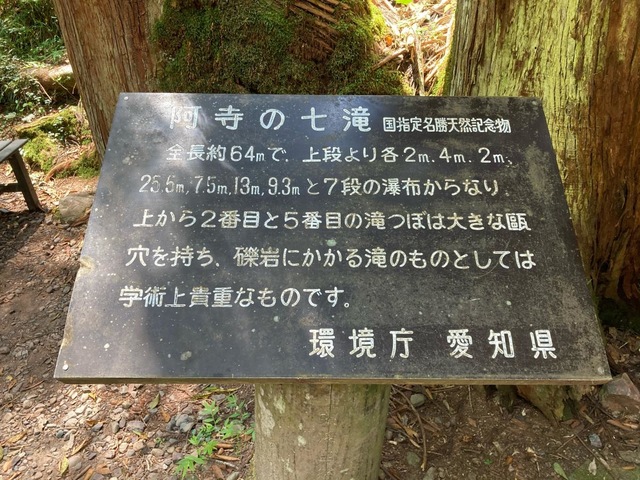 阿寺の七滝 国指定名勝天然記念物
全長約64mで、上段より各2m、4m、2m、
25.5m、7.5m、13m、9.3mと7段の瀑布からなり
上から2番目と5番目の滝つぼは大きな甌
穴を持ち、礫岩にかかる滝のものとしては
学術上貴重なものです。
環境庁 愛知県